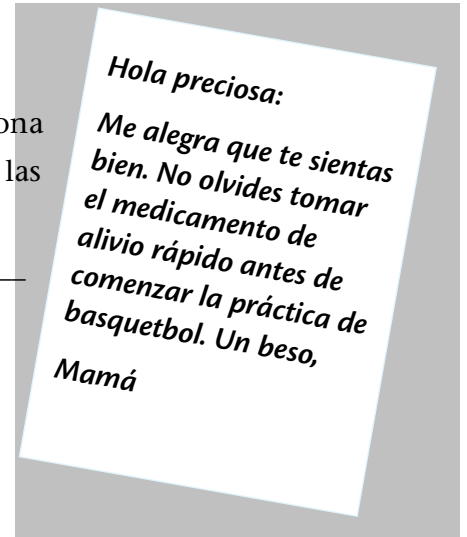 ona
las
Hola preciosa:
Me alegra que te sientas
bien. No olvides tomar
el medicamento de
alivio rápido antes de
comenzar la práctica de
basquetbol. Un beso,
Mamá